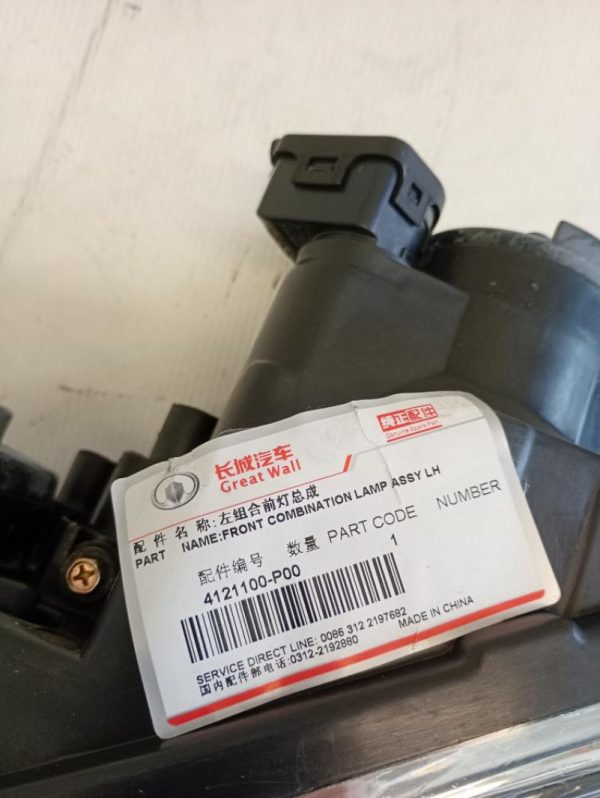 长城汽车
Great Wall
纯正配件
Genuine Spare Part
配件名称:左组合前灯总成
PART NAME:FRONT COMBINATION LAMP ASSY LH
配件编号 数量 PART CODE NUMBER
4121100-P00 1
SERVICE DIRECT LINE: 0086 312 2197682
国内配件部电话:0312-2192880
MADE IN CHINA